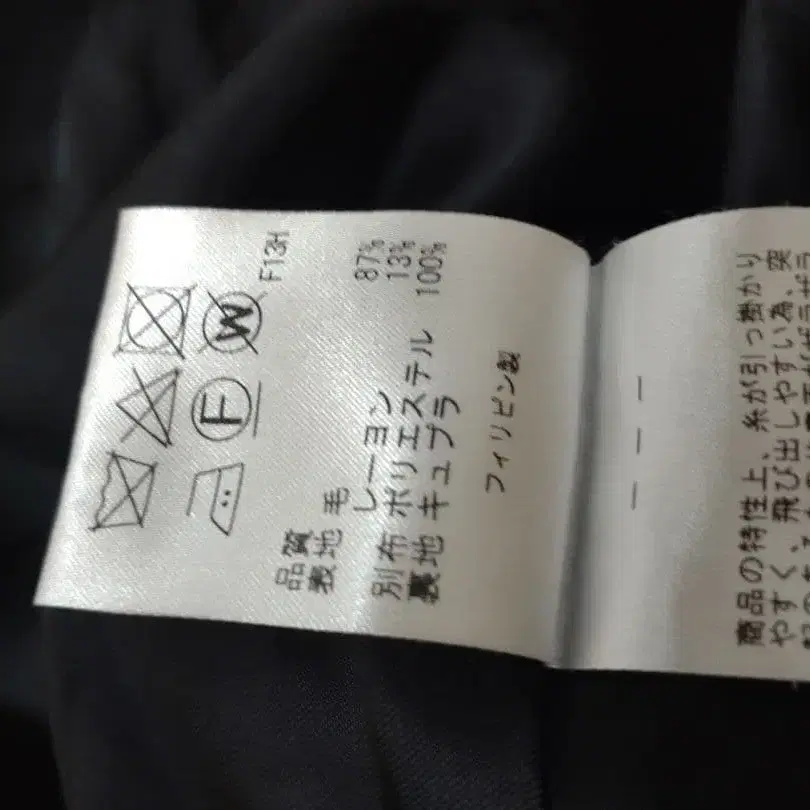 W
F
F13H
品質
表地 毛
レーヨン 87%
別布 ポリエステル 13%
裏地 キュプラ 100%
フィリピン製
商品の特性上、糸が引っ掛かり
やすく、飛び出しやすい為、突